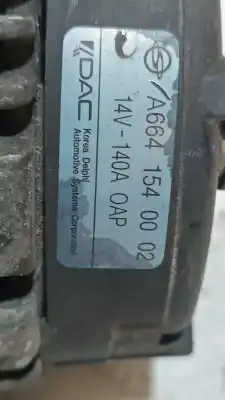 A664 154 00 02
14V-140A OAP
KDAC
Korea Delphi
Automotive Systems Corporation